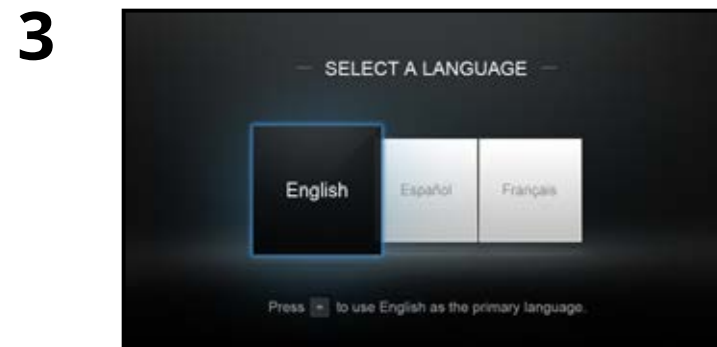 3
— SELECT A LANGUAGE —
English Español Français
Press - to use English as the primary language.